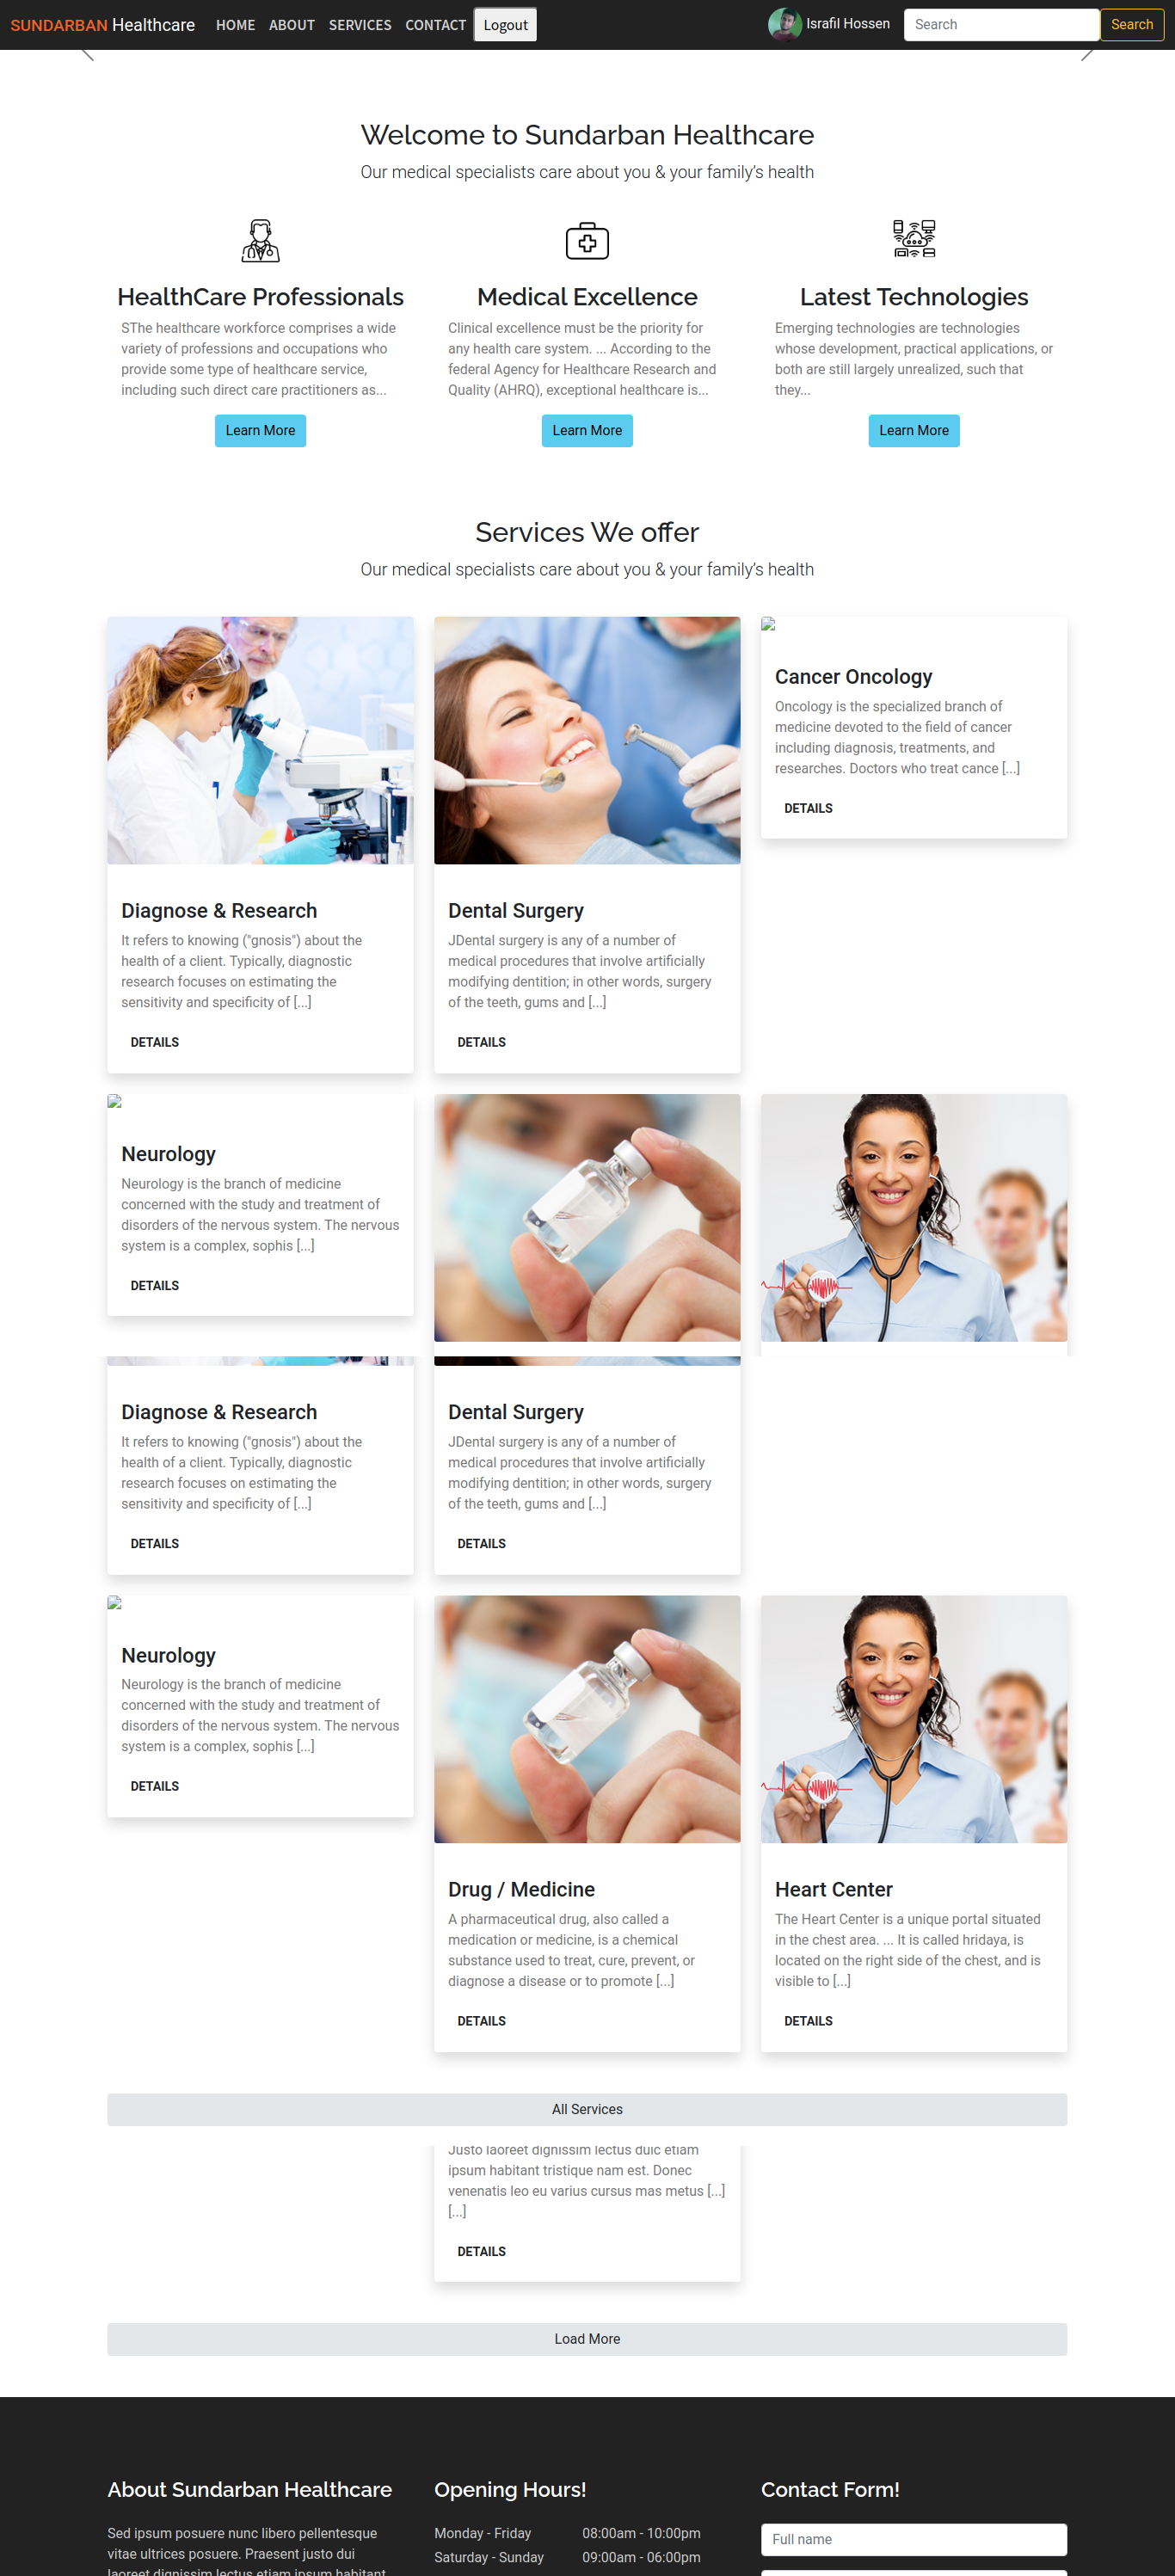 SUNDARBAN Healthcare HOME ABOUT SERVICES CONTACT Logout Israfil Hossen Search Search
Welcome to Sundarban Healthcare
Our medical specialists care about you & your family's health
HealthCare Professionals
SThe healthcare workforce comprises a wide
variety of professions and occupations who
provide some type of healthcare service,
including such direct care practitioners as...
Learn More
Medical Excellence
Clinical excellence must be the priority for
any health care system. ... According to the
federal Agency for Healthcare Research and
Quality (AHRQ), exceptional healthcare is...
Learn More
Latest Technologies
Emerging technologies are technologies
whose development, practical applications, or
both are still largely unrealized, such that
they...
Learn More
Services We offer
Our medical specialists care about you & your family's health
Diagnose & Research
It refers to knowing ("gnosis") about the
health of a client. Typically, diagnostic
research focuses on estimating the
sensitivity and specificity of [...]
DETAILS
Dental Surgery
JDental surgery is any of a number of
medical procedures that involve artificially
modifying dentition; in other words, surgery
of the teeth, gums and [...]
DETAILS
Cancer Oncology
Oncology is the specialized branch of
medicine devoted to the field of cancer
including diagnosis, treatments, and
researches. Doctors who treat cance [...]
DETAILS
Neurology
Neurology is the branch of medicine
concerned with the study and treatment of
disorders of the nervous system. The nervous
system is a complex, sophis [...]
DETAILS
Diagnose & Research
It refers to knowing ("gnosis") about the
health of a client. Typically, diagnostic
research focuses on estimating the
sensitivity and specificity of [...]
DETAILS
Dental Surgery
JDental surgery is any of a number of
medical procedures that involve artificially
modifying dentition; in other words, surgery
of the teeth, gums and [...]
DETAILS
Neurology
Neurology is the branch of medicine
concerned with the study and treatment of
disorders of the nervous system. The nervous
system is a complex, sophis [...]
DETAILS
Drug / Medicine
A pharmaceutical drug, also called a
medication or medicine, is a chemical
substance used to treat, cure, prevent, or
diagnose a disease or to promote [...]
DETAILS
Heart Center
The Heart Center is a unique portal situated
in the chest area. ... It is called hridaya, is
located on the right side of the chest, and is
visible to [...]
DETAILS
All Services
Justo laoreet dignissim lectus duic etiam
ipsum habitant tristique nam est. Donec
venenatis leo eu varius cursus mas metus [...]
[...]
DETAILS
Load More
About Sundarban Healthcare
Sed ipsum posuere nunc libero pellentesque
vitae ultrices posuere. Praesent justo dui
laoreet dignissim lectus etiam ipsum habitant
Opening Hours!
Monday - Friday 08:00am - 10:00pm
Saturday - Sunday 09:00am - 06:00pm
Contact Form!
Full name